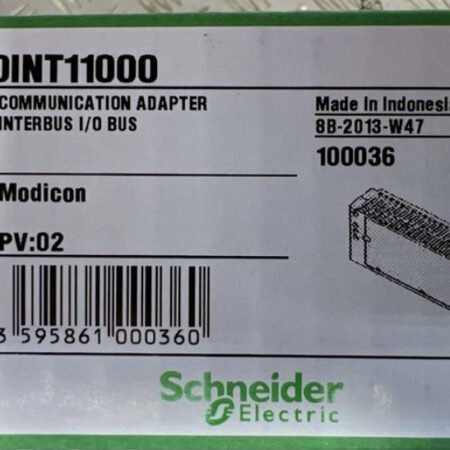 0INT11000
COMMUNICATION ADAPTER
INTERBUS I/O BUS
Made In Indonesia
8B-2013-W47
100036
Modicon
PV:02
3 595861 000360
Schneider
Electric